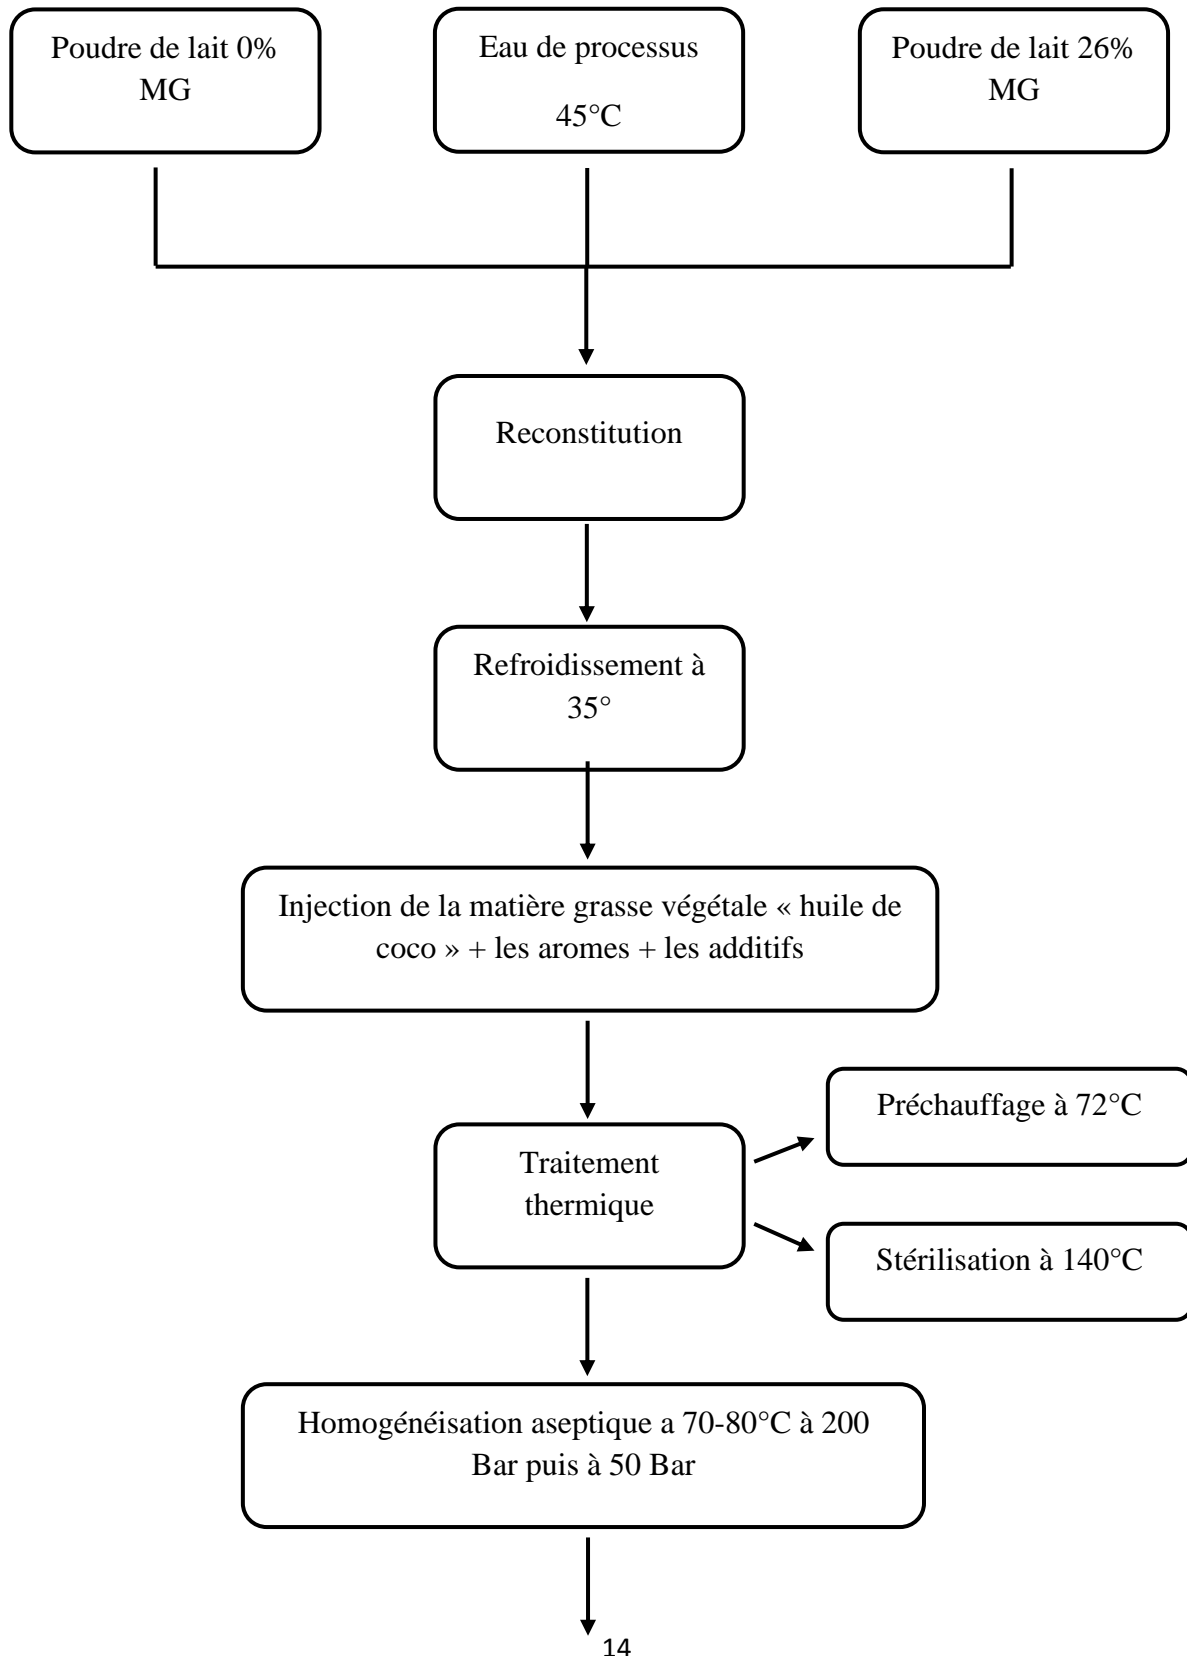 Poudre de lait 0%
MG
Eau de processus
45°C
Poudre de lait 26%
MG
Reconstitution
Refroidissement à
35°
Injection de la matière grasse végétale « huile de
coco » + les aromes + les additifs
Préchauffage à 72°C
Traitement
thermique
Stérilisation à 140°C
Homogénéisation aseptique a 70-80°C à 200
Bar puis à 50 Bar
14